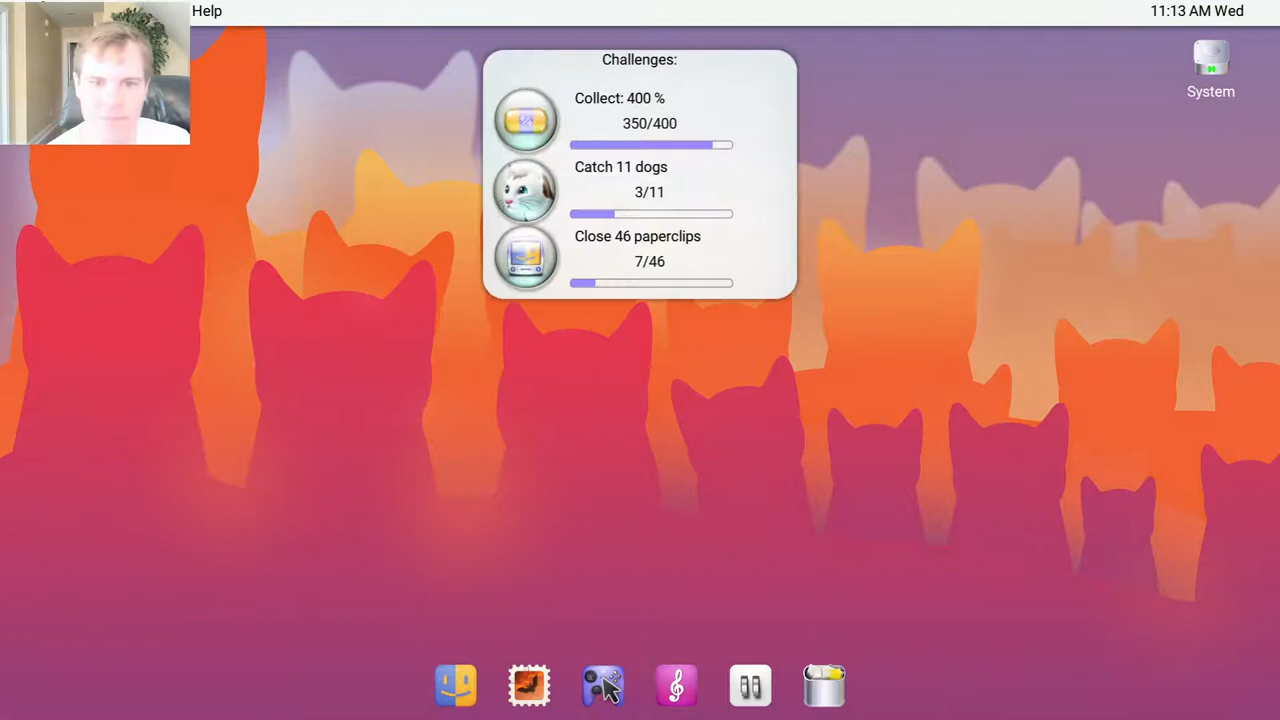 Help
11:13 AM Wed
System
Challenges:
Collect: 400 %
350/400
Catch 11 dogs
3/11
Close 46 paperclips
7/46